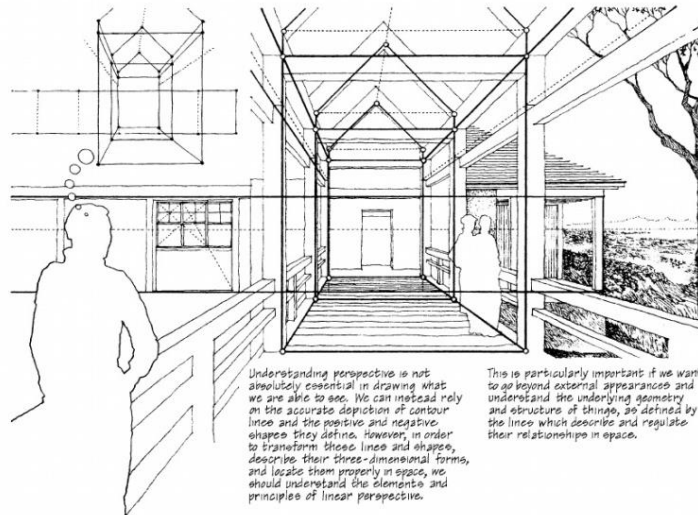 Understanding perspective is not
absolutely essential in drawing what
we are able to see. We can instead rely
on the accurate depiction of contour
lines and the positive and negative
shapes they define. However, in order
to transform these lines and shapes,
describe their three-dimensional forms,
and locate them properly in space, we
should understand the elements and
principles of linear perspective.
This is particularly important if we want
to go beyond external appearances and
understand the underlying geometry
and structure of things, as defined by
the lines which describe and regulate
their relationships in space.